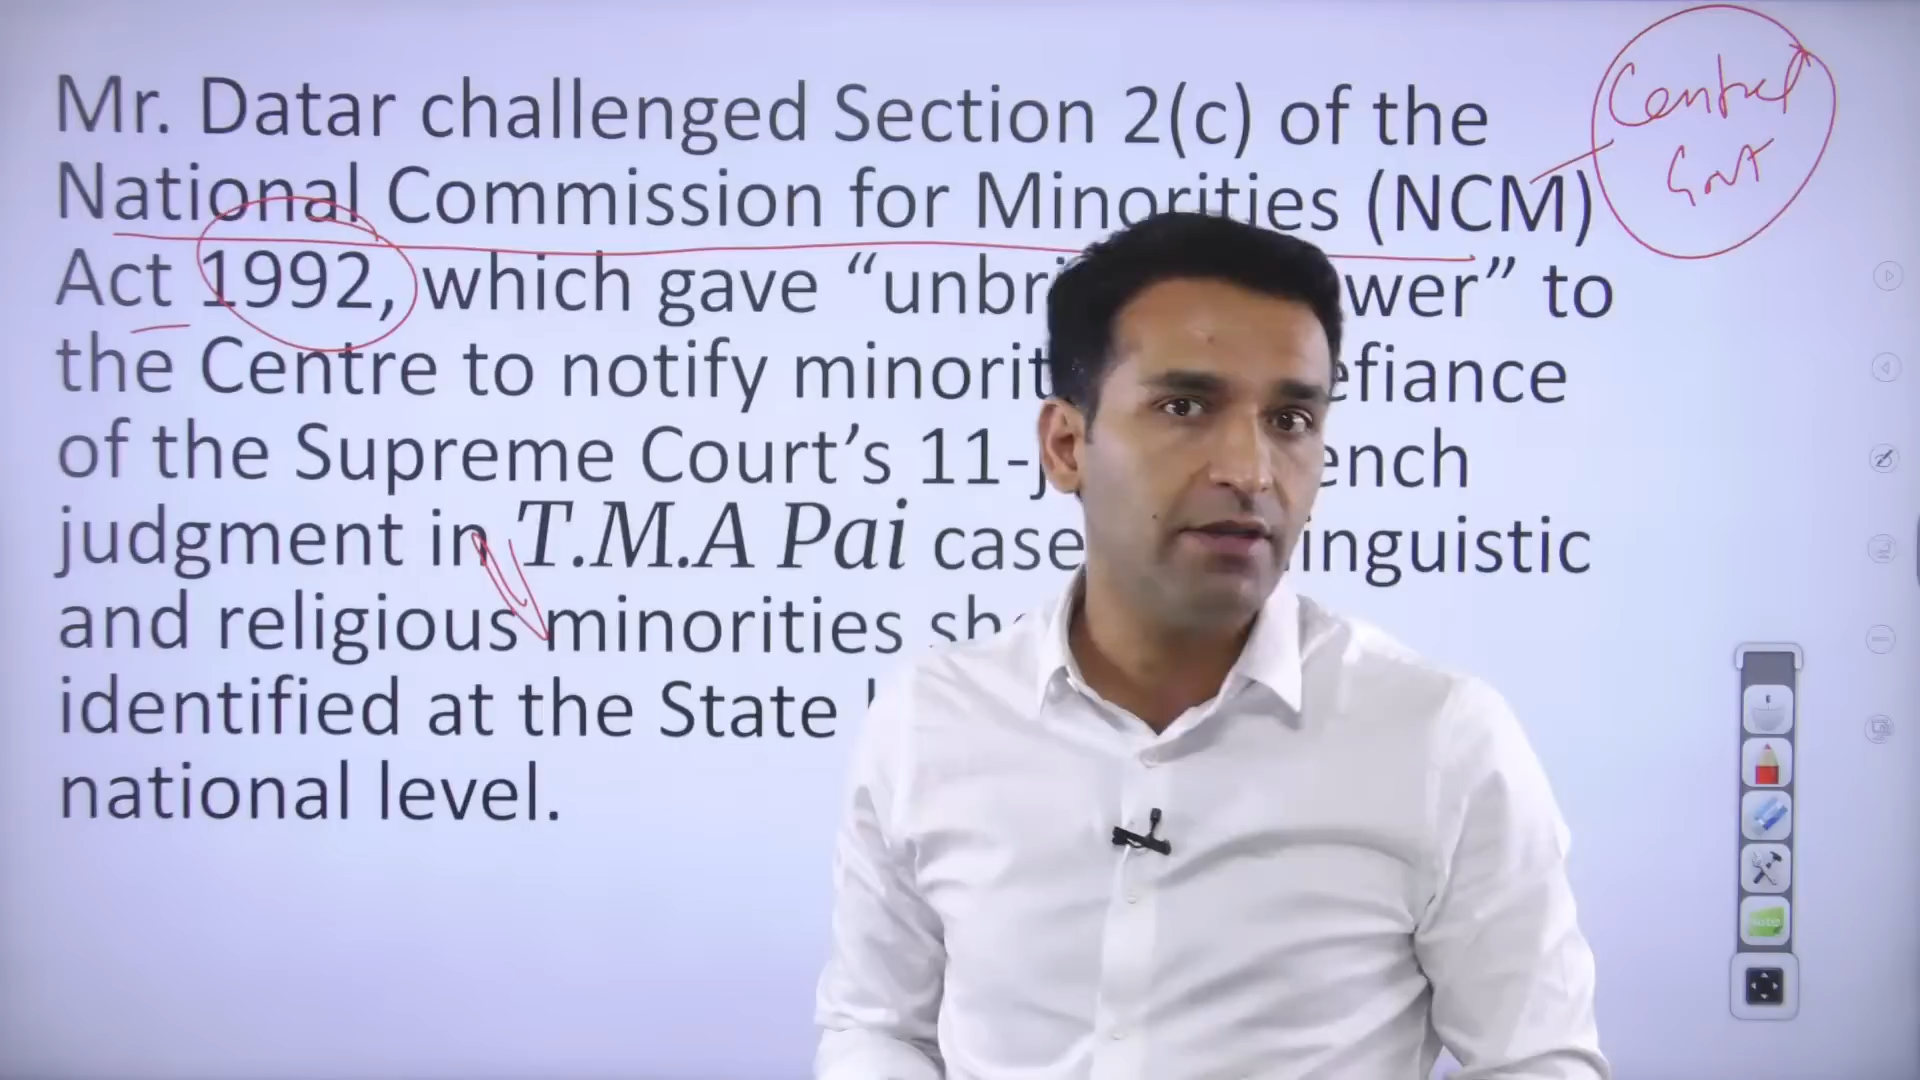 Mr. Datar challenged Section 2(c) of the
National Commission for Minorities (NCM)
Act 1992, which gave “unbri wer” to
the Centre to notify minorit efiance
of the Supreme Court’s 11-j ench
judgment in T.M.A Pai case inguistic
and religious minorities sh
identified at the State
national level.
Central
Govt